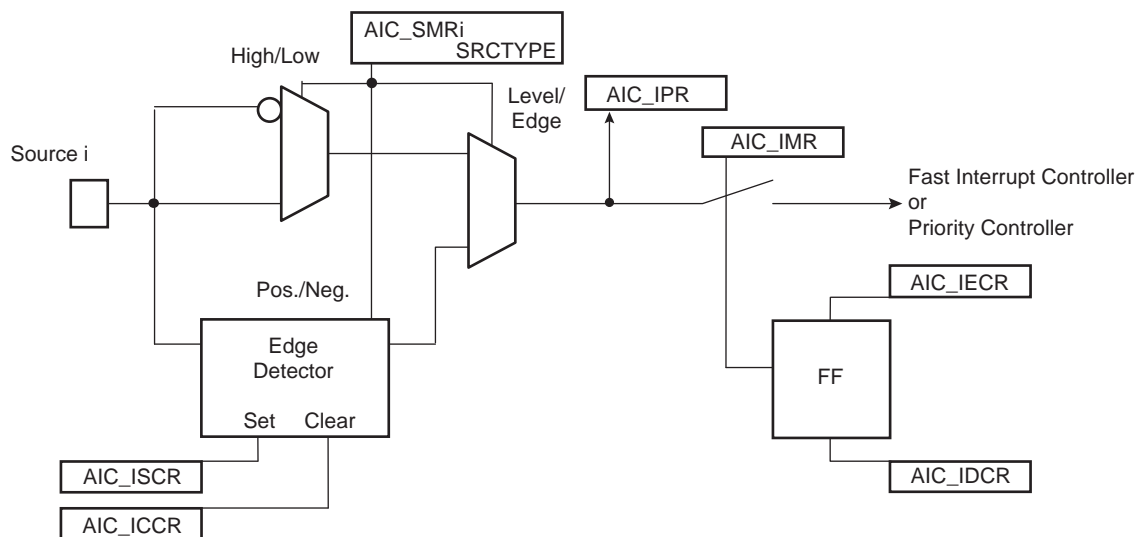 AIC_SMRi
SRCTYPE
High/Low
Level/
Edge
AIC_IPR
AIC_IMR
Source i
Fast Interrupt Controller
or
Priority Controller
Pos./Neg.
AIC_IECR
Edge
Detector
FF
Set Clear
AIC_ISCR
AIC_IDCR
AIC_ICCR